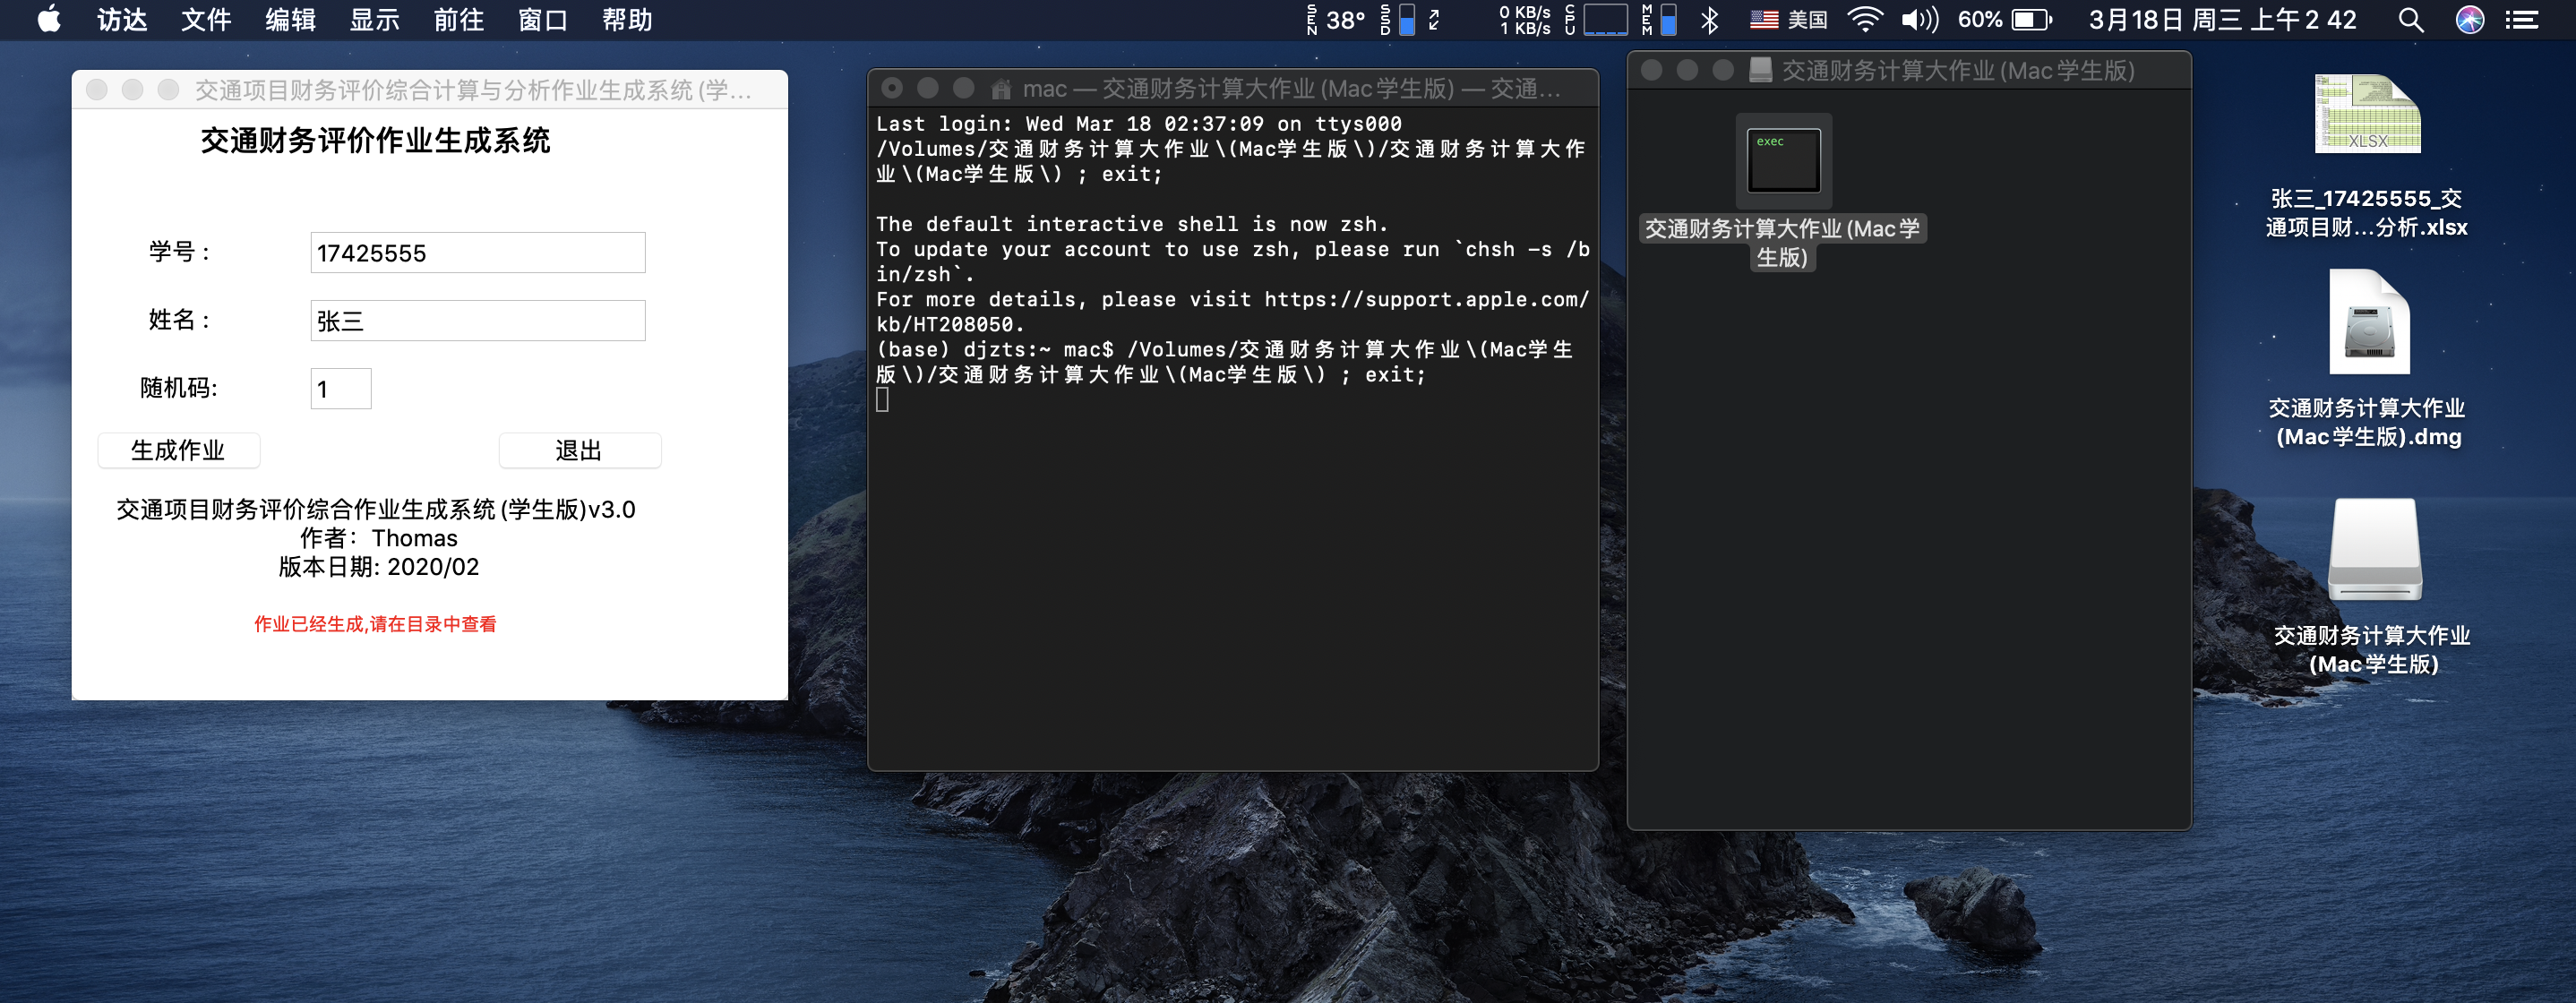 访达 文件 编辑 显示 前往 窗口 帮助
SEN 38° SSD 0 KB/s 1 KB/s CPU MEM 美国 60% 3月18日 周三 上午2 42
交通项目财务评价综合计算与分析作业生成系统(学...
交通财务评价作业生成系统
学号：
17425555
姓名：
张三
随机码:
1
生成作业
退出
交通项目财务评价综合作业生成系统(学生版)v3.0
作者：Thomas
版本日期: 2020/02
作业已经生成,请在目录中查看
mac — 交通财务计算大作业(Mac学生版) — 交通...
Last login: Wed Mar 18 02:37:09 on ttys000
/Volumes/交通财务计算大作业\(Mac学生版\)/交通财务计算大作
业\(Mac学生版\) ; exit;
The default interactive shell is now zsh.
To update your account to use zsh, please run `chsh -s /b
in/zsh`.
For more details, please visit https://support.apple.com/
kb/HT208050.
(base) djzts:~ mac$ /Volumes/交通财务计算大作业\(Mac学生
版\)/交通财务计算大作业\(Mac学生版\) ; exit;
交通财务计算大作业(Mac学生版)
exec
交通财务计算大作业(Mac学
生版)
XLSX
张三_17425555_交
通项目财...分析.xlsx
交通财务计算大作业
(Mac学生版).dmg
交通财务计算大作业
(Mac学生版)